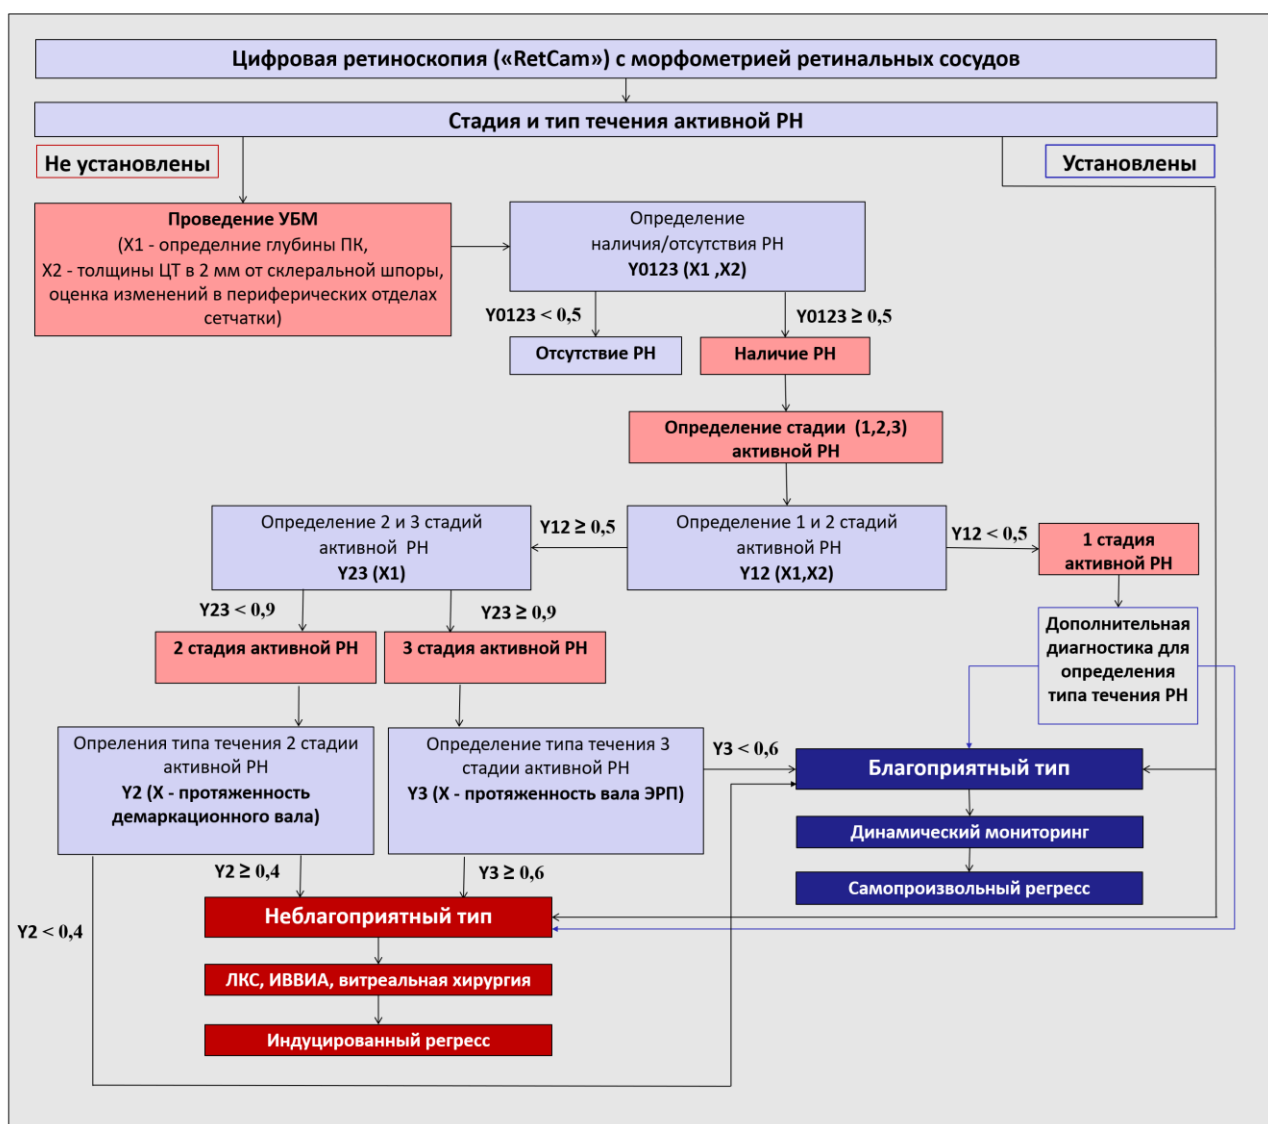 Цифровая ретиноскопия («RetCam») с морфометрией ретинальных сосудов
Стадия и тип течения активной РН
Не установлены
Установлены
Проведение УБМ
(X1 - определние глубины ПК,
X2 - толщины ЦТ в 2 мм от склеральной шпоры,
оценка изменений в периферических отделах
сетчатки)
Определение
наличия/отсутствия РН
Y0123 (X1 ,X2)
Y0123 < 0,5
Y0123 ≥ 0,5
Отсутствие РН
Наличие РН
Определение стадии (1,2,3)
активной РН
Определение 2 и 3 стадий
активной РН
Y23 (X1)
Y12 ≥ 0,5
Определение 1 и 2 стадий
активной РН
Y12 (X1,X2)
Y12 < 0,5
1 стадия
активной РН
Y23 < 0,9
Y23 ≥ 0,9
2 стадия активной РН
3 стадия активной РН
Дополнительная
диагностика для
определения
типа течения РН
Опреления типа течения 2 стадии
активной РН
Y2 (X - протяженность
демаркационного вала)
Определение типа течения 3
стадии активной РН
Y3 (X - протяженность вала ЭРП)
Y3 < 0,6
Благоприятный тип
Динамический мониторинг
Самопроизвольный регресс
Y2 ≥ 0,4
Y3 ≥ 0,6
Y2 < 0,4
Неблагоприятный тип
ЛКС, ИВВИА, витреальная хирургия
Индуцированный регресс